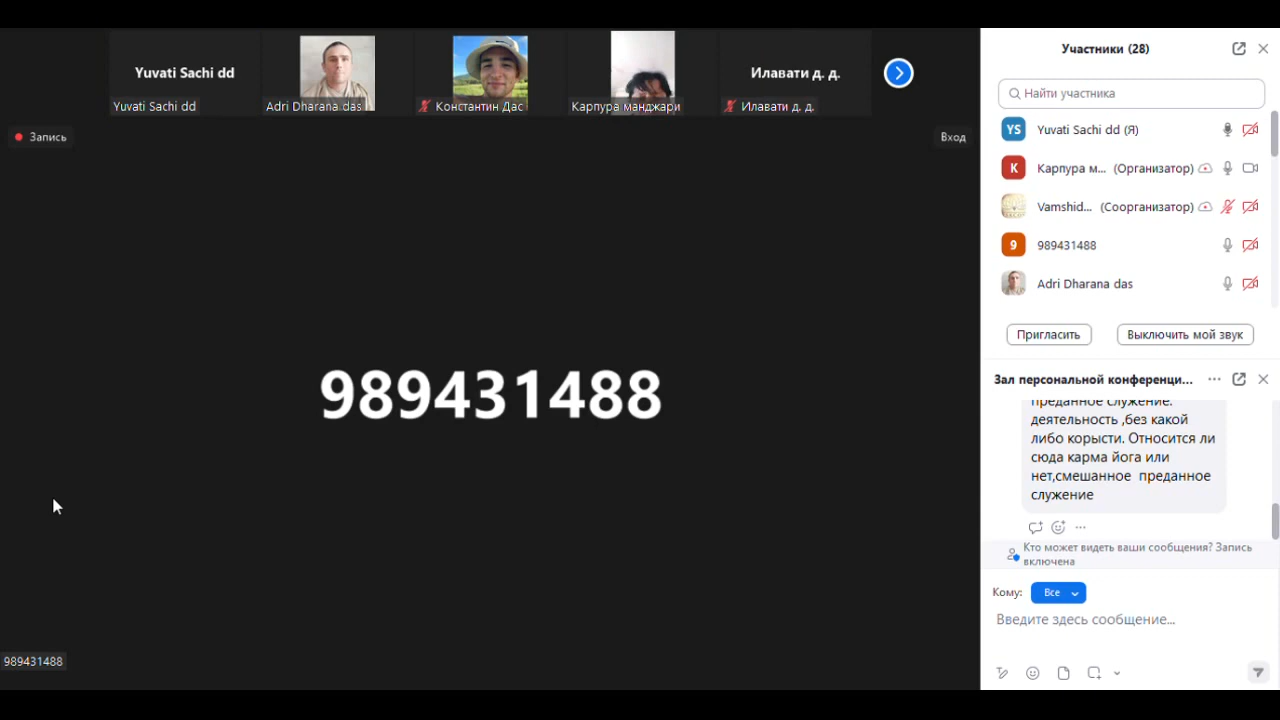 Yuvati Sachi dd
Yuvati Sachi dd
Adri Dharana das
Константин Дас
Карпура манджари
Илавати д. д.
Илавати д. д.
Запись
Вход
989431488
989431488
Участники (28)
Найти участника
YS Yuvati Sachi dd (Я)
К Карпура м... (Организатор)
Vamshid... (Соорганизатор)
9 989431488
Adri Dharana das
Пригласить
Выключить мой звук
Зал персональной конференци...
преданное служение.
деятельность ,без какой
либо корысти. Относится ли
сюда карма йога или
нет,смешанное преданное
служение
Кто может видеть ваши сообщения? Запись
включена
Кому: Все
Введите здесь сообщение...